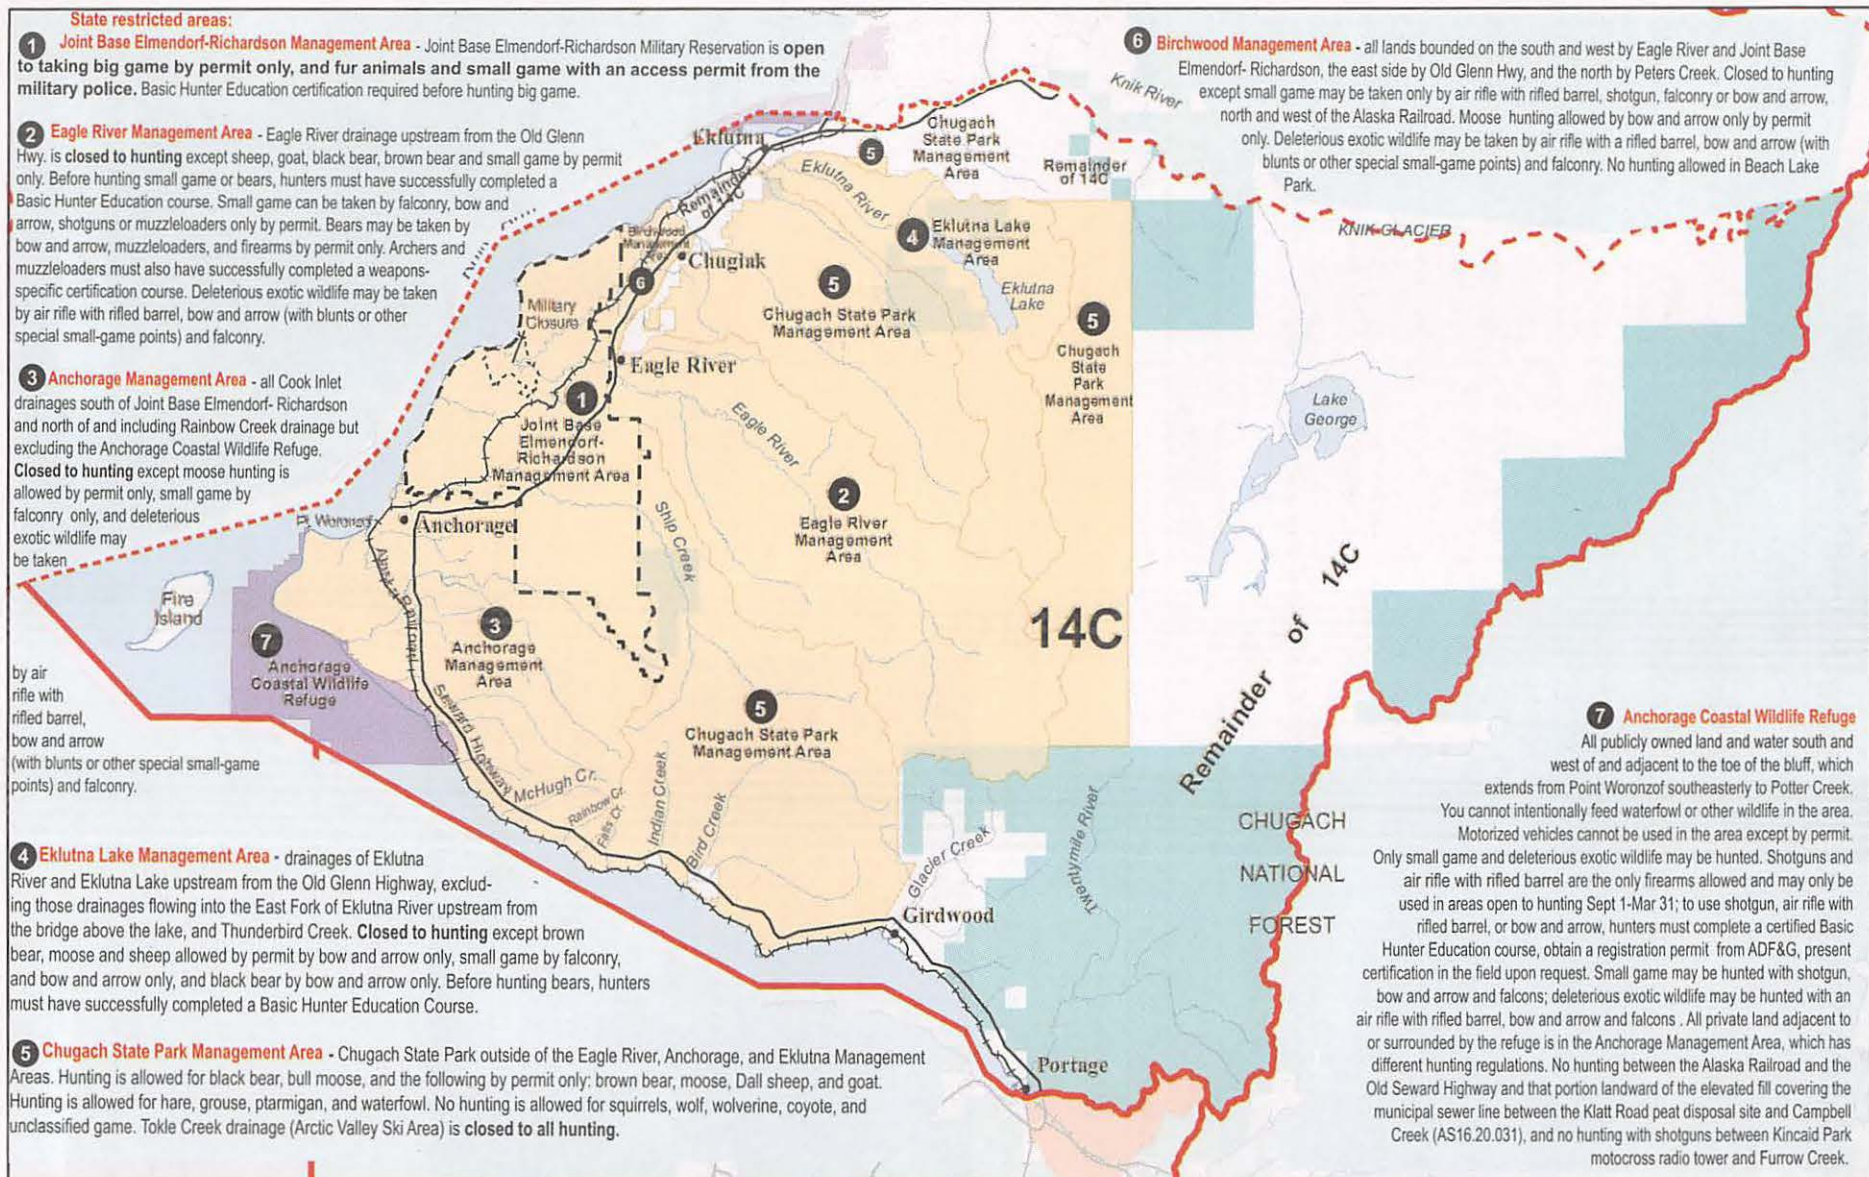 State restricted areas:
1 Joint Base Elmendorf-Richardson Management Area - Joint Base Elmendorf-Richardson Military Reservation is open
to taking big game by permit only, and fur animals and small game with an access permit from the
military police. Basic Hunter Education certification required before hunting big game.
2 Eagle River Management Area - Eagle River drainage upstream from the Old Glenn
Hwy. is closed to hunting except sheep, goat, black bear, brown bear and small game by permit
only. Before hunting small game or bears, hunters must have successfully completed a
Basic Hunter Education course. Small game can be taken by falconry, bow and
arrow, shotguns or muzzleloaders only by permit. Bears may be taken by
bow and arrow, muzzleloaders, and firearms by permit only. Archers and
muzzleloaders must also have successfully completed a weapons-
specific certification course. Deleterious exotic wildlife may be taken
by air rifle with rifled barrel, bow and arrow (with blunts or other
special small-game points) and falconry.
3 Anchorage Management Area - all Cook Inlet
drainages south of Joint Base Elmendorf- Richardson
and north of and including Rainbow Creek drainage but
excluding the Anchorage Coastal Wildlife Refuge.
Closed to hunting except moose hunting is
allowed by permit only, small game by
falconry only, and deleterious
exotic wildlife may
be taken
by air
rifle with
rifled barrel,
bow and arrow
(with blunts or other special small-game
points) and falconry.
4 Eklutna Lake Management Area - drainages of Eklutna
River and Eklutna Lake upstream from the Old Glenn Highway, exclud-
ing those drainages flowing into the East Fork of Eklutna River upstream from
the bridge above the lake, and Thunderbird Creek. Closed to hunting except brown
bear, moose and sheep allowed by permit by bow and arrow only, small game by falconry,
and bow and arrow only, and black bear by bow and arrow only. Before hunting bears, hunters
must have successfully completed a Basic Hunter Education Course.
5 Chugach State Park Management Area - Chugach State Park outside of the Eagle River, Anchorage, and Eklutna Management
Areas. Hunting is allowed for black bear, bull moose, and the following by permit only: brown bear, moose, Dall sheep, and goat.
Hunting is allowed for hare, grouse, ptarmigan, and waterfowl. No hunting is allowed for squirrels, wolf, wolverine, coyote, and
unclassified game. Tokle Creek drainage (Arctic Valley Ski Area) is closed to all hunting.
6 Birchwood Management Area - all lands bounded on the south and west by Eagle River and Joint Base
Elmendorf- Richardson, the east side by Old Glenn Hwy, and the north by Peters Creek. Closed to hunting
except small game may be taken only by air rifle with rifled barrel, shotgun, falconry or bow and arrow,
north and west of the Alaska Railroad. Moose hunting allowed by bow and arrow only by permit
only. Deleterious exotic wildlife may be taken by air rifle with a rifled barrel, bow and arrow (with
blunts or other special small-game points) and falconry. No hunting allowed in Beach Lake
Park.
7 Anchorage Coastal Wildlife Refuge
All publicly owned land and water south and
west of and adjacent to the toe of the bluff, which
extends from Point Woronzof southeasterly to Potter Creek.
You cannot intentionally feed waterfowl or other wildlife in the area.
Motorized vehicles cannot be used in the area except by permit.
Only small game and deleterious exotic wildlife may be hunted. Shotguns and
air rifle with rifled barrel are the only firearms allowed and may only be
used in areas open to hunting Sept 1-Mar 31; to use shotgun, air rifle with
rifled barrel, or bow and arrow, hunters must complete a certified Basic
Hunter Education course, obtain a registration permit from ADF&G, present
certification in the field upon request. Small game may be hunted with shotgun,
bow and arrow and falcons; deleterious exotic wildlife may be hunted with an
air rifle with rifled barrel, bow and arrow and falcons . All private land adjacent to
or surrounded by the refuge is in the Anchorage Management Area, which has
different hunting regulations. No hunting between the Alaska Railroad and the
Old Seward Highway and that portion landward of the elevated fill covering the
municipal sewer line between the Klatt Road peat disposal site and Campbell
Creek (AS16.20.031), and no hunting with shotguns between Kincaid Park
motocross radio tower and Furrow Creek.
Knik River
Eklutna
5
Chugach
State Park
Management
Area
Remainder
of 14C
Eklutna
River
Remainder
of 14C
KNIK GLACIER
4
Eklutna Lake
Management
Area
Birchwood
Management
Area
Chugiak
6
5
Chugach State Park
Management Area
Eklutna
Lake
5
Chugach
State
Park
Management
Area
Military
Closure
Eagle River
1
Joint Base
Elmendorf-
Richardson
Management Area
Eagle River
Lake
George
2
Eagle River
Management
Area
Ship Creek
Pt. Woronzof
Anchorage
Alaska Railroad
Fire
Island
7
Anchorage
Coastal Wildlife
Refuge
3
Anchorage
Management
Area
Seward Highway
14C
Remainder of 14C
5
Chugach State Park
Management Area
McHugh Cr.
Rainbow Cr.
Falls Cr.
Indian Creek
Bird Creek
Glacier Creek
Twentymile River
CHUGACH
NATIONAL
FOREST
Girdwood
Portage